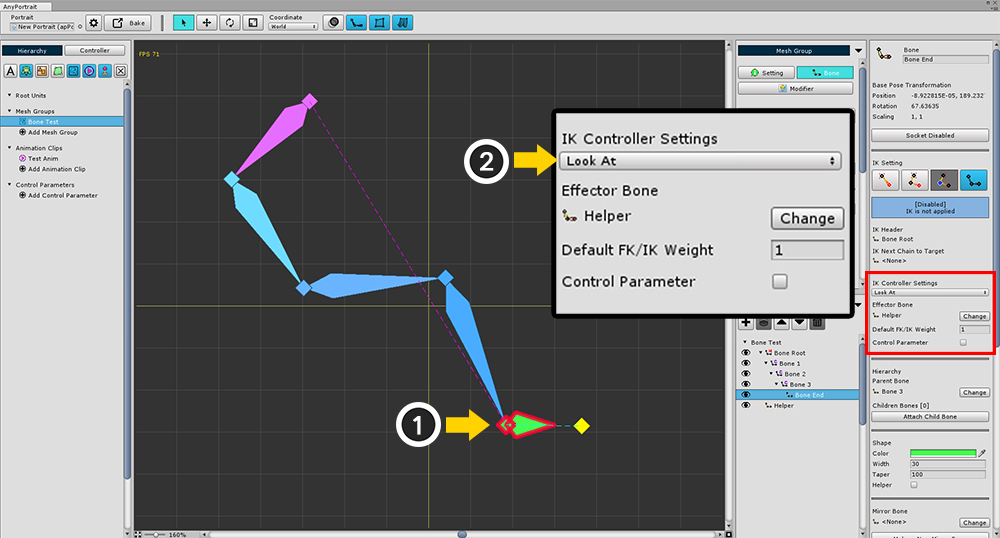 AnyPortrait
Portrait
New Portrait (apPo
Bake
Coordinate
World
Hierarchy
Controller
Root Units
Mesh Groups
Bone Test
Add Mesh Group
Animation Clips
Test Anim
Add Animation Clip
Control Parameters
Add Control Parameter
FPS 71
1
2
IK Controller Settings
Look At
Effector Bone
Helper
Change
Default FK/IK Weight
1
Control Parameter
160%
Mesh Group
Setting
Bone
Modifier
Bone Test
Bone Root
Bone 1
Bone 2
Bone 3
Bone End
Helper
Bone
Bone End
Base Pose Transformation
Position
-8.922815E-05, 189.232
Rotation
67.63635
Scaling
1, 1
Socket Disabled
IK Setting
[Disabled]
IK is not applied
IK Header
Bone Root
IK Next Chain to Target
<None>
IK Controller Settings
Look At
Effector Bone
Helper
Change
Default FK/IK Weight
1
Control Parameter
Hierarchy
Parent Bone
Bone 3
Change
Children Bones [0]
Attach Child Bone
Shape
Color
Width
30
Taper
100
Helper
Mirror Bone
<None>
Change